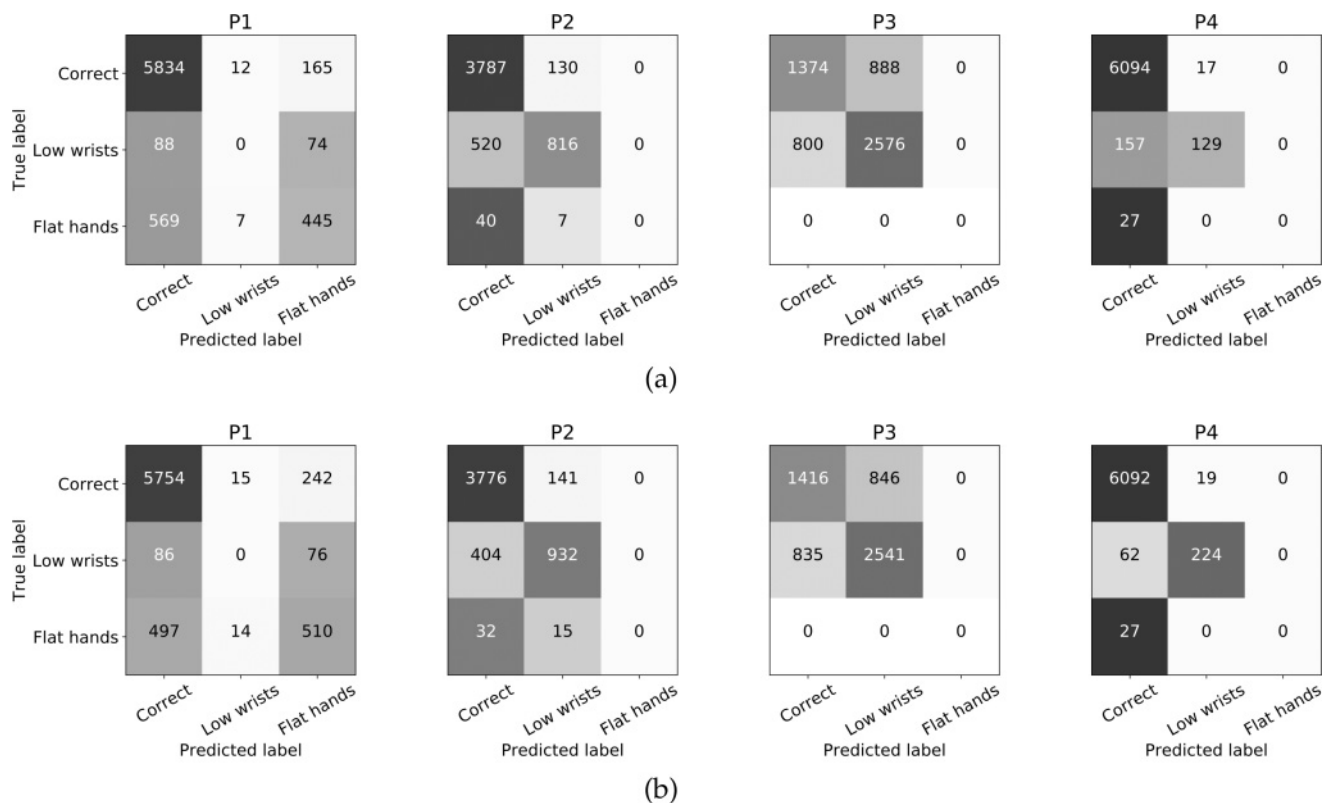 P1 P2 P3 P4
Correct 5834 12 165 3787 130 0 1374 888 0 6094 17 0
Low wrists 88 0 74 520 816 0 800 2576 0 157 129 0
Flat hands 569 7 445 40 7 0 0 0 0 27 0 0
True label
Correct Low wrists Flat hands Correct Low wrists Flat hands Correct Low wrists Flat hands Correct Low wrists Flat hands
Predicted label Predicted label Predicted label Predicted label
(a)
P1 P2 P3 P4
Correct 5754 15 242 3776 141 0 1416 846 0 6092 19 0
Low wrists 86 0 76 404 932 0 835 2541 0 62 224 0
Flat hands 497 14 510 32 15 0 0 0 0 27 0 0
True label
Correct Low wrists Flat hands Correct Low wrists Flat hands Correct Low wrists Flat hands Correct Low wrists Flat hands
Predicted label Predicted label Predicted label Predicted label
(b)